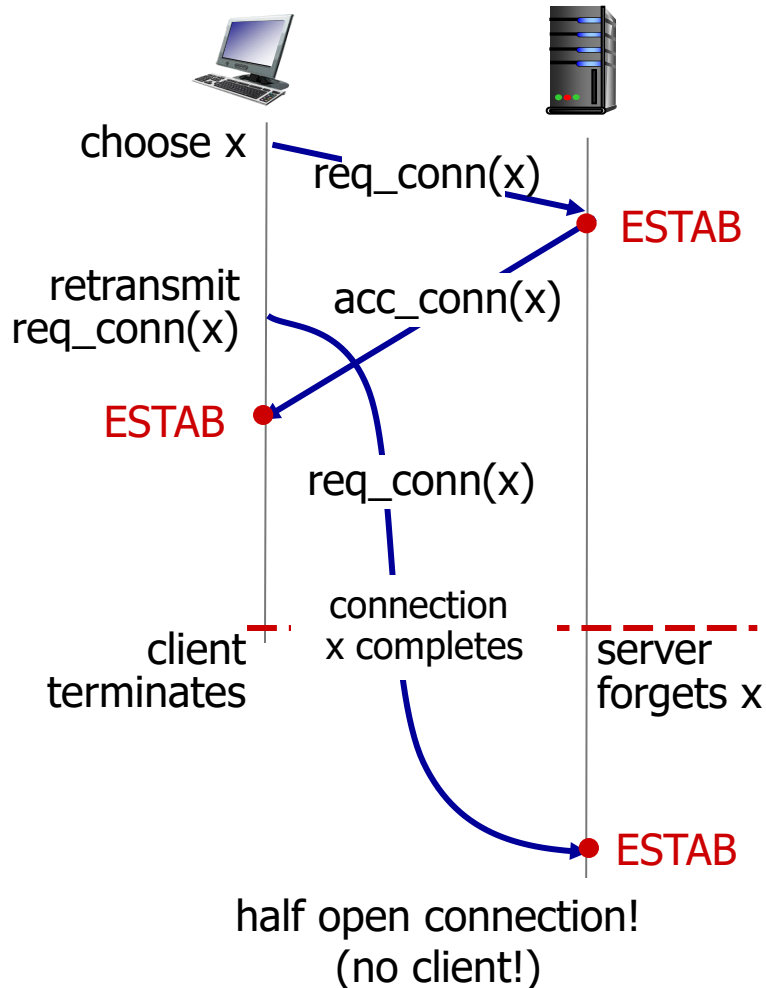 choose x
req_conn(x)
ESTAB
retransmit
req_conn(x)
acc_conn(x)
ESTAB
req_conn(x)
connection
x completes
client
terminates
server
forgets x
ESTAB
half open connection!
(no client!)